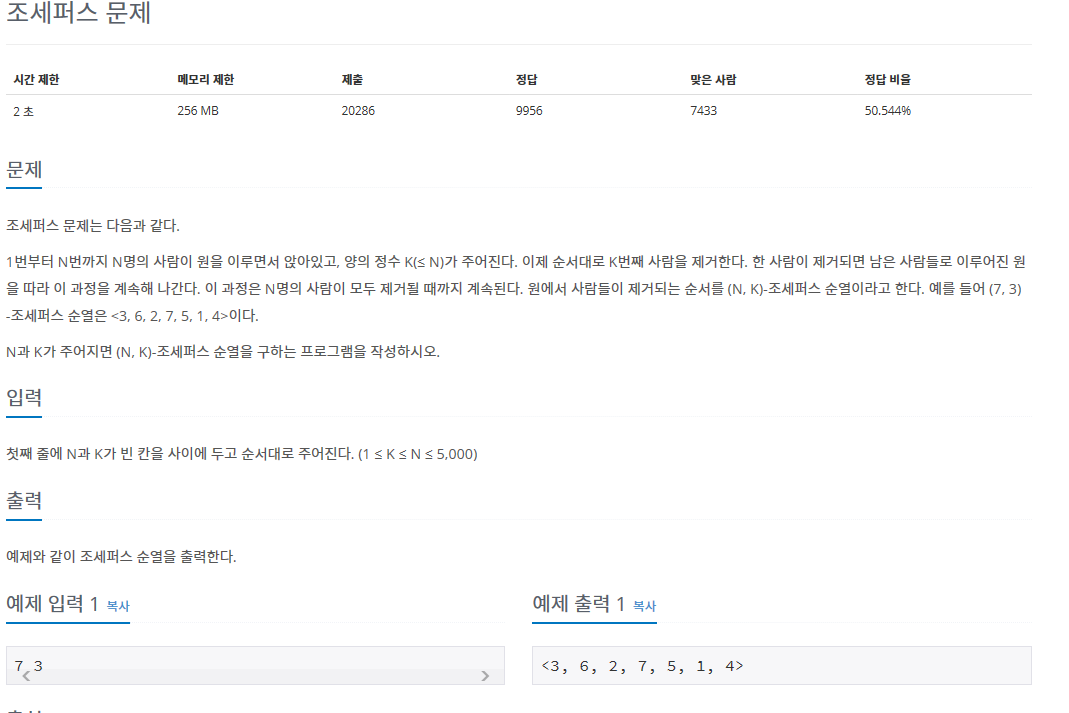 조세퍼스 문제
시간 제한 메모리 제한 제출 정답 맞은 사람 정답 비율
2 초 256 MB 20286 9956 7433 50.544%
문제
조세퍼스 문제는 다음과 같다.
1번부터 N번까지 N명의 사람이 원을 이루면서 앉아있고, 양의 정수 K(≤ N)가 주어진다. 이제 순서대로 K번째 사람을 제거한다. 한 사람이 제거되면 남은 사람들로 이루어진 원
을 따라 이 과정을 계속해 나간다. 이 과정은 N명의 사람이 모두 제거될 때까지 계속된다. 원에서 사람들이 제거되는 순서를 (N, K)-조세퍼스 순열이라고 한다. 예를 들어 (7, 3)
-조세퍼스 순열은 <3, 6, 2, 7, 5, 1, 4>이다.
N과 K가 주어지면 (N, K)-조세퍼스 순열을 구하는 프로그램을 작성하시오.
입력
첫째 줄에 N과 K가 빈 칸을 사이에 두고 순서대로 주어진다. (1 ≤ K ≤ N ≤ 5,000)
출력
예제와 같이 조세퍼스 순열을 출력한다.
예제 입력 1 복사
7 3
예제 출력 1 복사
<3, 6, 2, 7, 5, 1, 4>